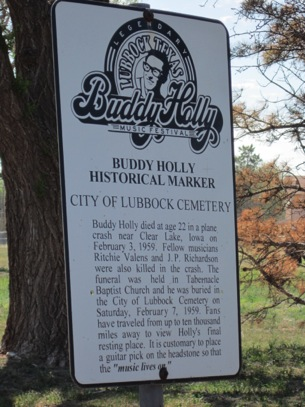 LEGENDARY
LUBBOCK TEXAS
Buddy Holly
MUSIC FESTIVAL
BUDDY HOLLY
HISTORICAL MARKER
CITY OF LUBBOCK CEMETERY
Buddy Holly died at age 22 in a plane
crash near Clear Lake, Iowa on
February 3, 1959. Fellow musicians
Ritchie Valens and J. P. Richardson
were also killed in the crash. The
funeral was held in Tabernacle
Baptist Church and he was buried in
the City of Lubbock Cemetery on
Saturday, February 7, 1959. Fans
have traveled from up to ten thousand
miles away to view Holly's final
resting place. It is customary to place
a guitar pick on the headstone so that
the "music lives on."